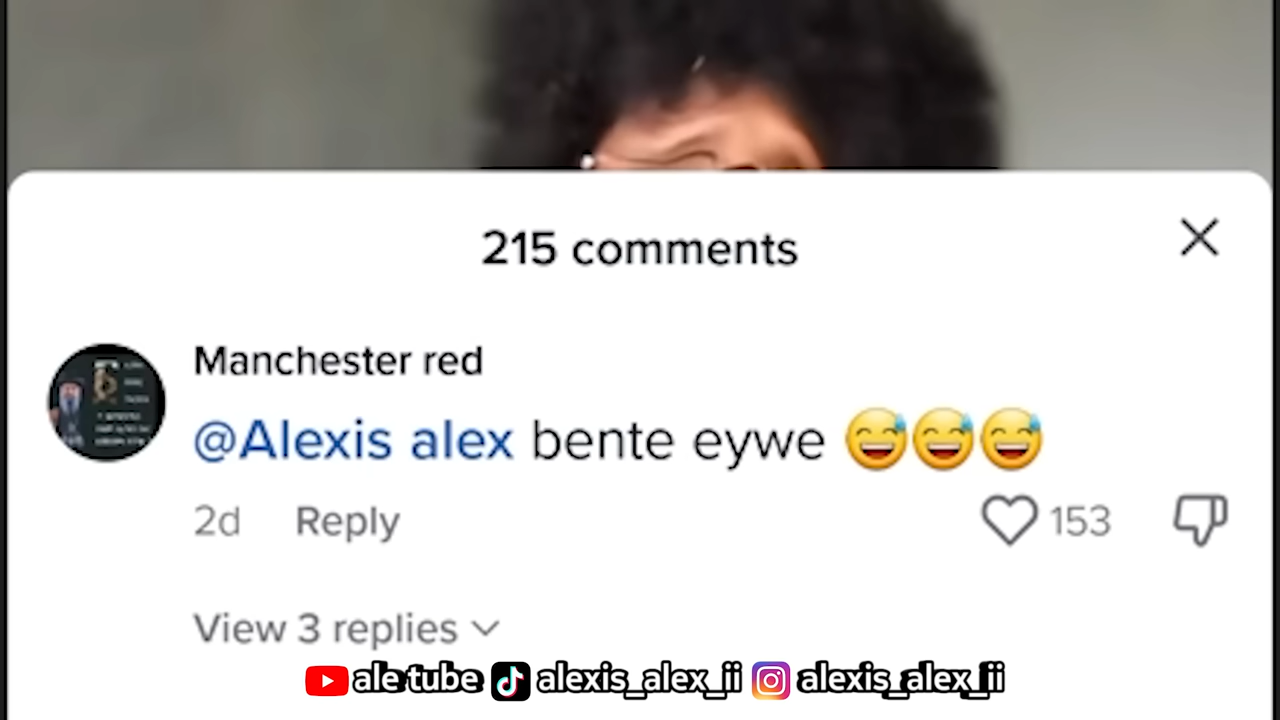 215 comments
Manchester red
@Alexis alex bente eywe 😅😅😅
2d Reply 153
View 3 replies
ale tube alexis_alex_ii alexis_alex_ii